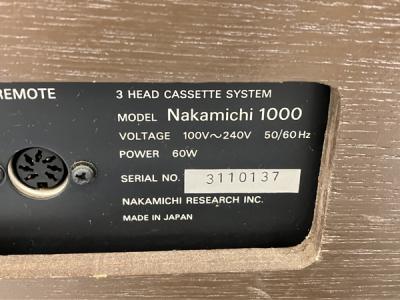 REMOTE
3 HEAD CASSETTE SYSTEM
MODEL Nakamichi 1000
VOLTAGE 100V~240V 50/60Hz
POWER 60W
SERIAL NO. 3110137
NAKAMICHI RESEARCH INC.
MADE IN JAPAN